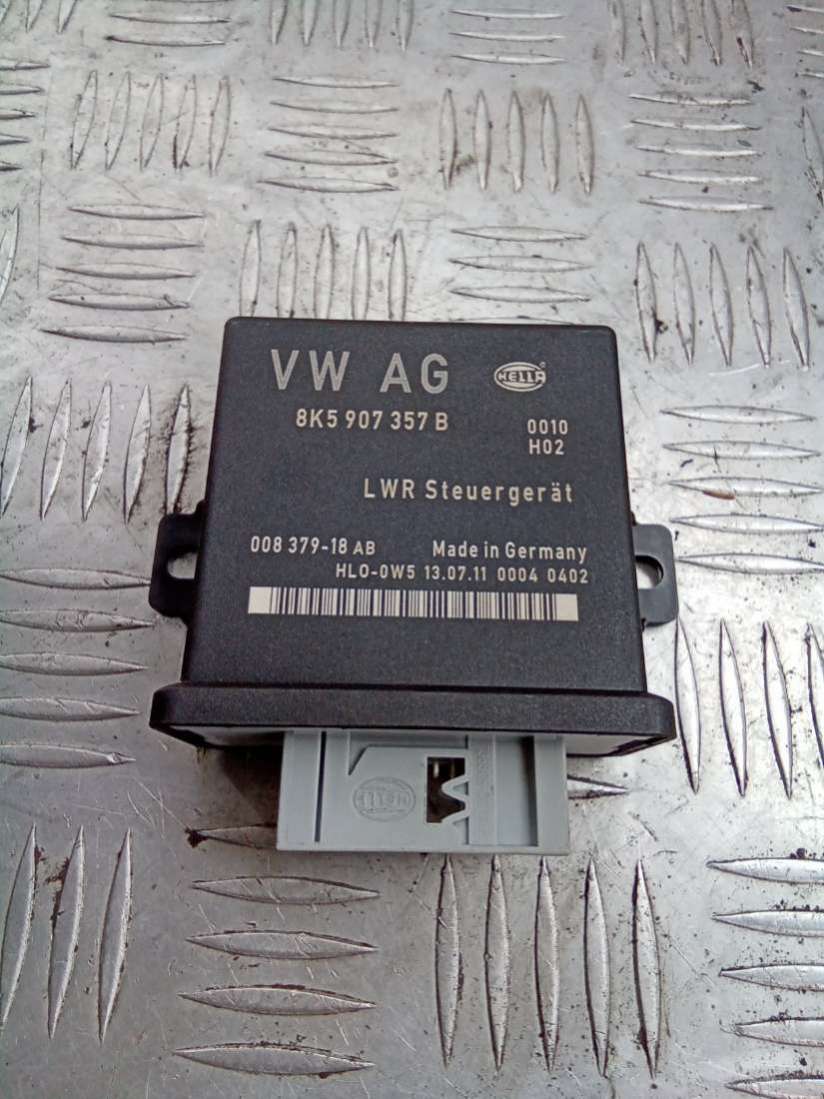 VW AG HELLA
8K5 907 357 B 0010
H02
LWR Steuergerät
008 379-18 AB Made in Germany
HLO-0W5 13.07.11 0004 0402
HELLA